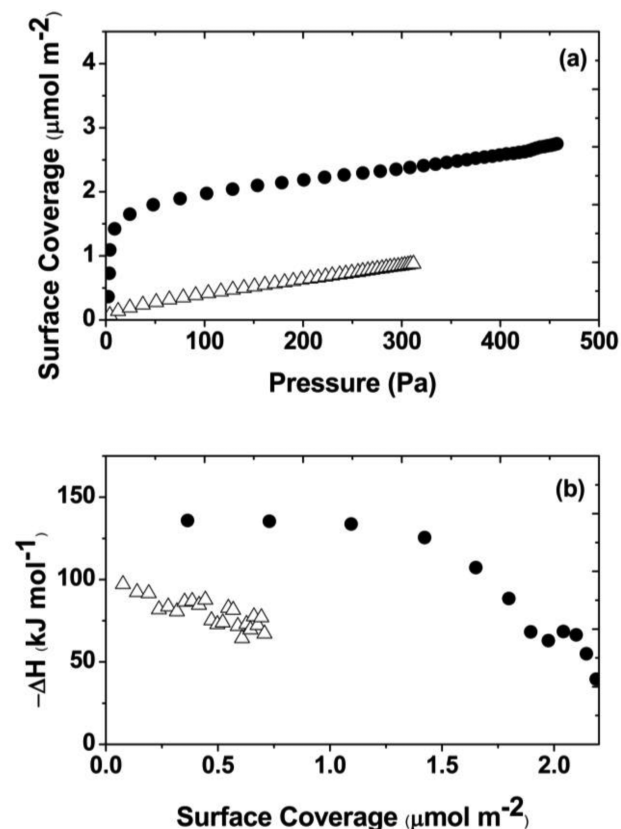 (a)
Surface Coverage (μmol m-2)
4
3
2
1
0
0 100 200 300 400 500
Pressure (Pa)
(b)
−ΔH (kJ mol-1)
150
100
50
0
0.0 0.5 1.0 1.5 2.0
Surface Coverage (μmol m-2)